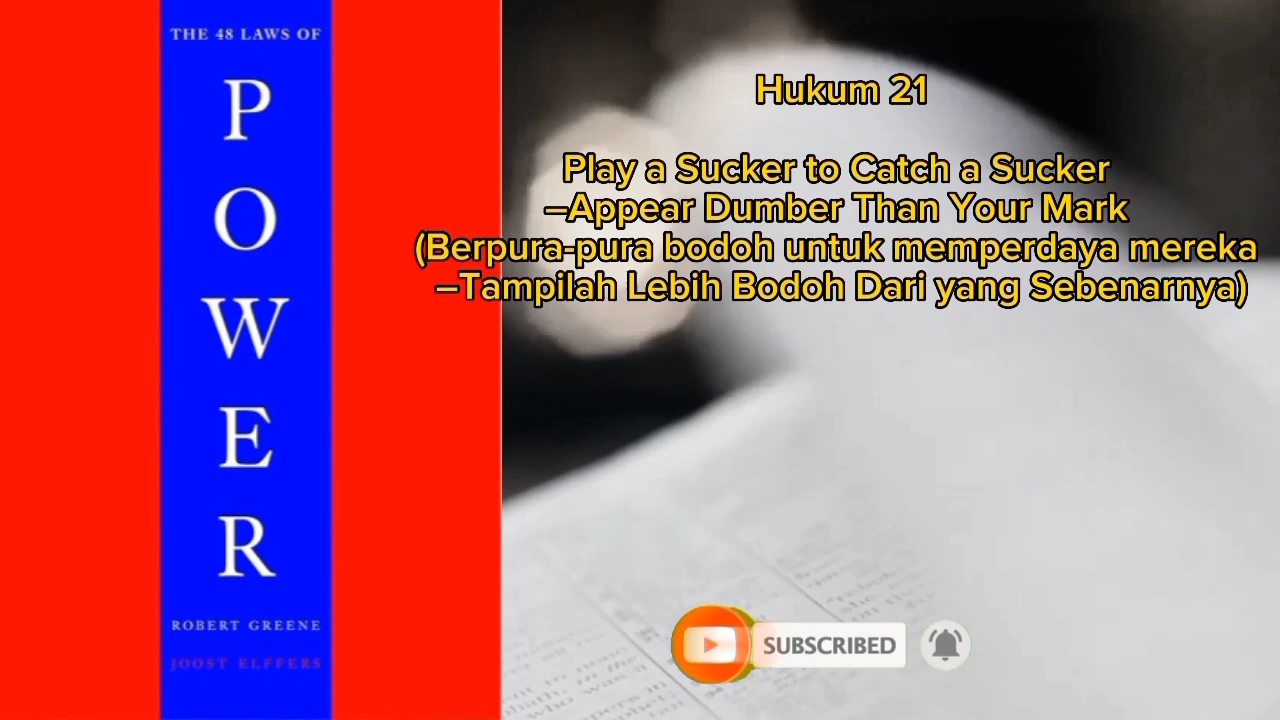 THE 48 LAWS OF
POWER
ROBERT GREENE
JOOST ELFFERS
Hukum 21
Play a Sucker to Catch a Sucker
–Appear Dumber Than Your Mark
(Berpura-pura bodoh untuk memperdaya mereka
–Tampilah Lebih Bodoh Dari yang Sebenarnya)
SUBSCRIBED